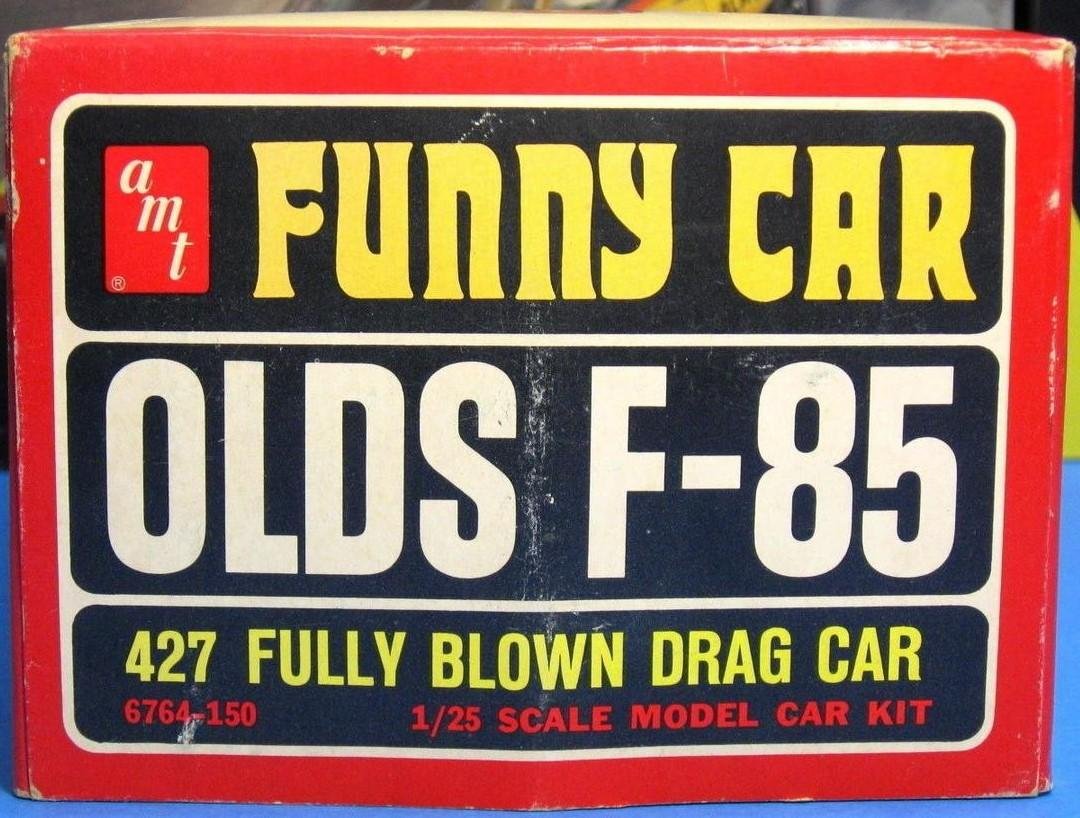 amt®
FUNNY CAR
OLDS F-85
427 FULLY BLOWN DRAG CAR
6764-150 1/25 SCALE MODEL CAR KIT